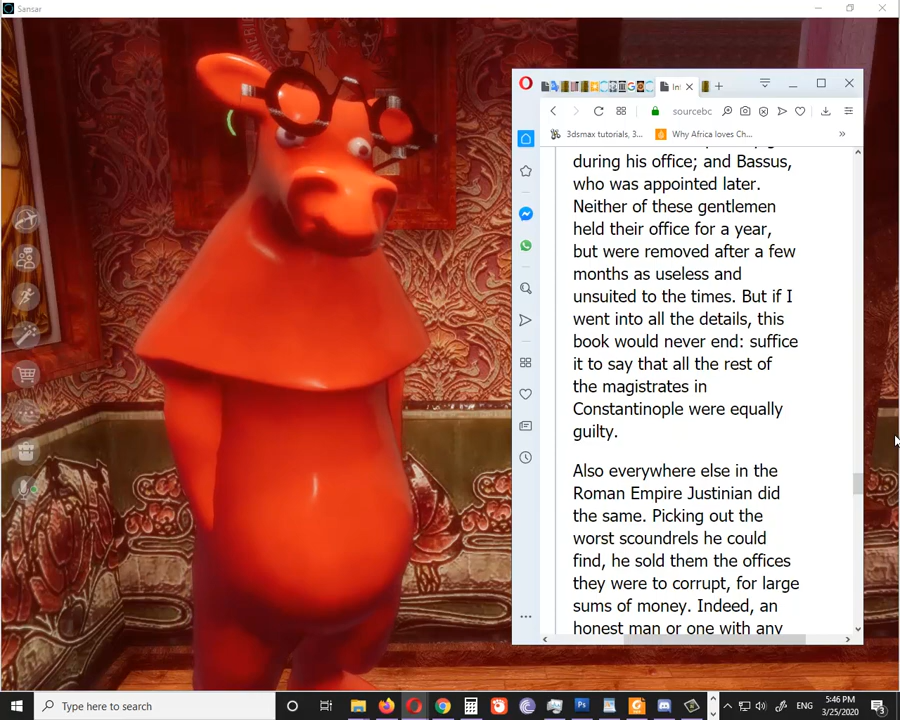 Sansar
In
sourcebc
3dsmax tutorials, 3...
Why Africa loves Ch...
»
during his office; and Bassus,
who was appointed later.
Neither of these gentlemen
held their office for a year,
but were removed after a few
months as useless and
unsuited to the times. But if I
went into all the details, this
book would never end: suffice
it to say that all the rest of
the magistrates in
Constantinople were equally
guilty.
Also everywhere else in the
Roman Empire Justinian did
the same. Picking out the
worst scoundrels he could
find, he sold them the offices
they were to corrupt, for large
sums of money. Indeed, an
honest man or one with any
Type here to search
ENG
5:46 PM
3/25/2020
3